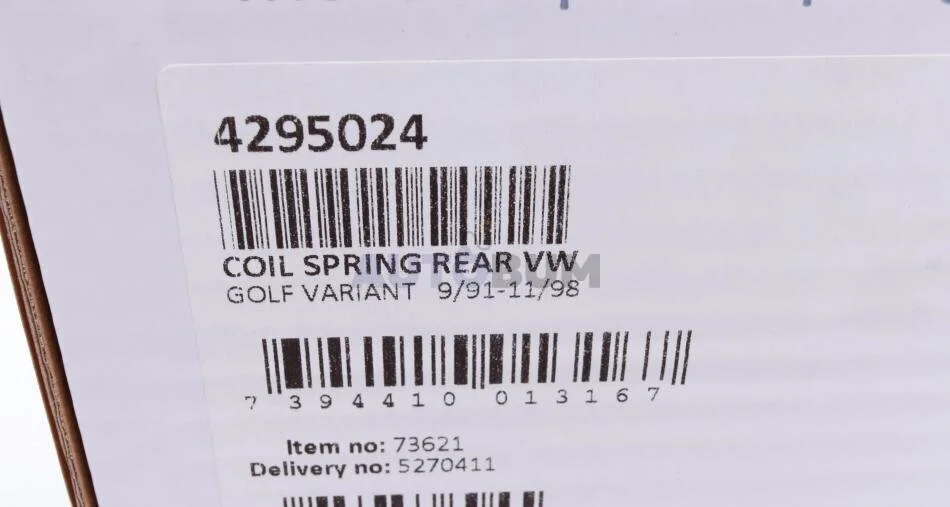 4295024
COIL SPRING REAR VW
GOLF VARIANT 9/91-11/98
AUTOBUM
7 394410 013167
Item no: 73621
Delivery no: 5270411